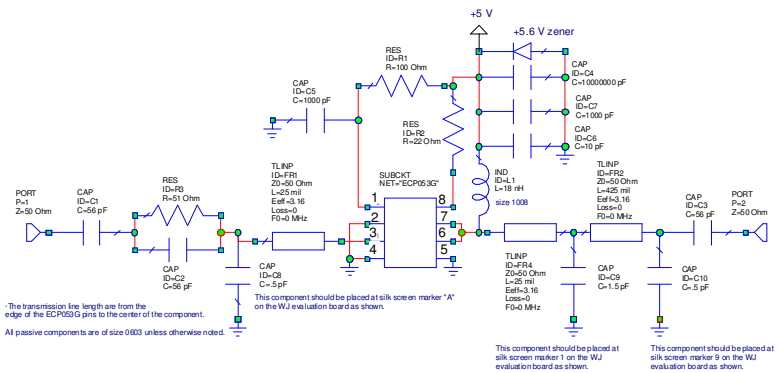 +5 V
+5.6 V zener
RES
ID=R1
R=100 Ohm
CAP
ID=C4
C=10000000 pF
CAP
ID=C5
C=1000 pF
CAP
ID=C7
C=1000 pF
RES
ID=R2
R=22 Ohm
CAP
ID=C6
C=10 pF
PORT
P=1
Z=50 Ohm
CAP
ID=C1
C=56 pF
RES
ID=R3
R=51 Ohm
CAP
ID=C2
C=56 pF
TLINP
ID=FR1
Z0=50 Ohm
L=25 mil
Eeff=3.16
Loss=0
F0=0 MHz
CAP
ID=C8
C=.5 pF
SUBCKT
NET="ECP053G"
1
2
3
4
8
7
6
5
IND
ID=L1
L=18 nH
size 1008
TLINP
ID=FR2
Z0=50 Ohm
L=425 mil
Eeff=3.16
Loss=0
F0=0 MHz
CAP
ID=C3
C=56 pF
PORT
P=2
Z=50 Ohm
TLINP
ID=FR4
Z0=50 Ohm
L=25 mil
Eeff=3.16
Loss=0
F0=0 MHz
CAP
ID=C9
C=1.5 pF
CAP
ID=C10
C=.5 pF
This component should be placed at silk screen marker "A"
on the WJ evaluation board as shown.
·The transmission line length are from the
edge of the ECP053G pins to the center of the component.
All passive components are of size 0603 unless otherwise noted.
This component should be placed at
silk screen marker 1 on the WJ
evaluation board as shown.
This component should be placed at
silk screen marker 9 on the WJ
evaluation board as shown.